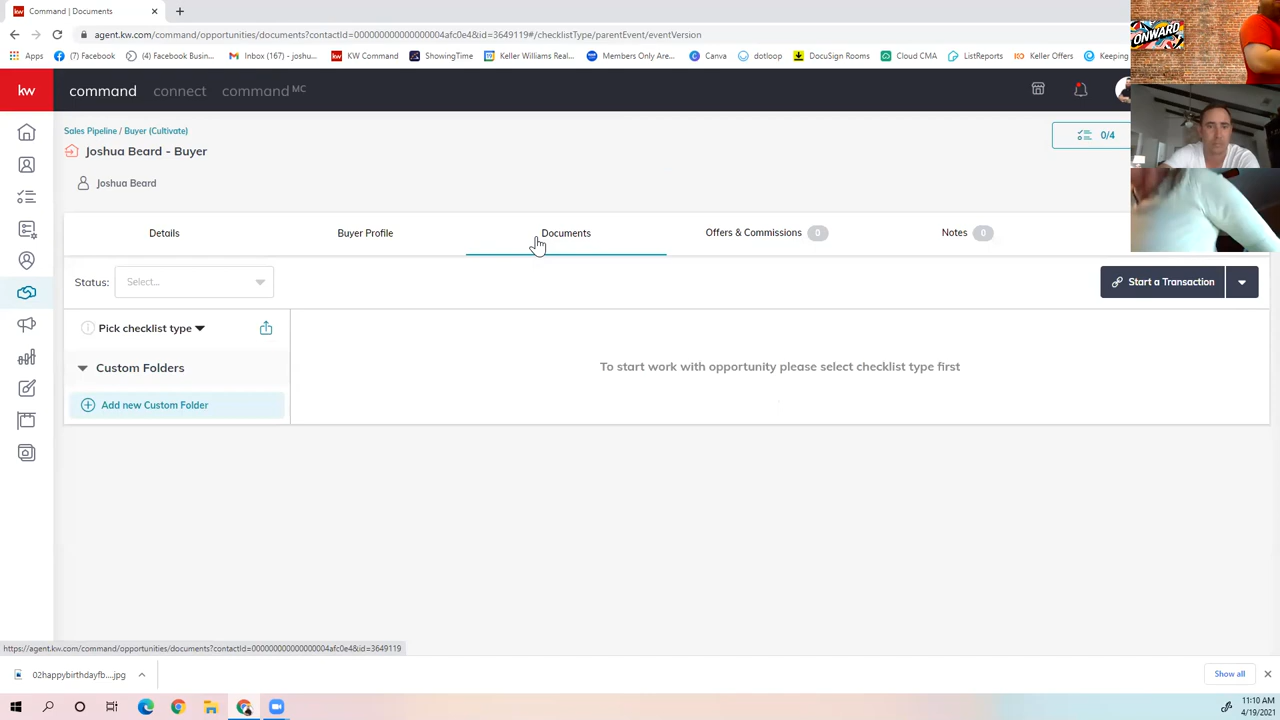 Command | Documents
agent.kw.com/command/opportunities/documents?contactId=000000000000000004afc0e4&id=
checklistType/parentEvent/eventVersion
Apps
(7) Facebook
(4) Facebook Busin...
Inbox (167) - joshu...
KW Command
ShowingTime
Keller Williams Real...
Members Only Are...
Canva
dotloop
DocuSign Rooms
Cloud CMA
ListReports
Keller Offers
Keeping
ONWARD
kw
command
connect
command MC
Sales Pipeline / Buyer (Cultivate)
Joshua Beard - Buyer
0/4
Joshua Beard
Details
Buyer Profile
Documents
Offers & Commissions 0
Notes 0
Status:
Select...
Start a Transaction
Pick checklist type
Custom Folders
To start work with opportunity please select checklist type first
Add new Custom Folder
https://agent.kw.com/command/opportunities/documents?contactId=000000000000000004afc0e4&id=3649119
02happybirthdayfb....jpg
Show all
11:10 AM
4/19/2021